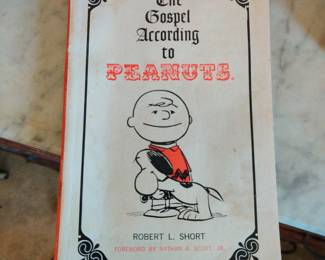 The
Gospel
According
to
PEANUTS.
ROBERT L. SHORT
FOREWORD BY NATHAN A. SCOTT, JR.